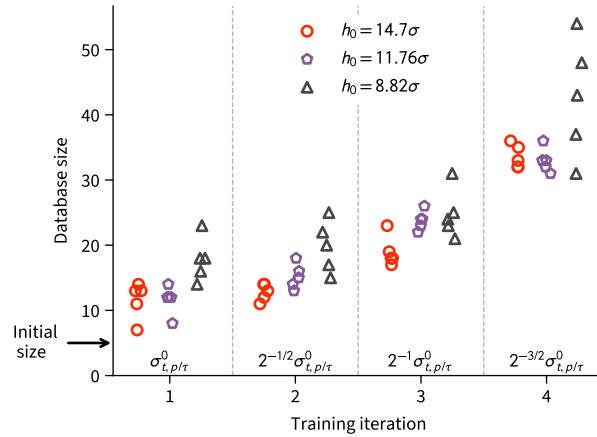 h₀ = 14.7σ
h₀ = 11.76σ
h₀ = 8.82σ
Database size
50
40
30
20
10
0
Initial
size
σ⁰ₜ,ₚ/τ
2⁻¹/²σ⁰ₜ,ₚ/τ
2⁻¹σ⁰ₜ,ₚ/τ
2⁻³/²σ⁰ₜ,ₚ/τ
1
2
3
4
Training iteration